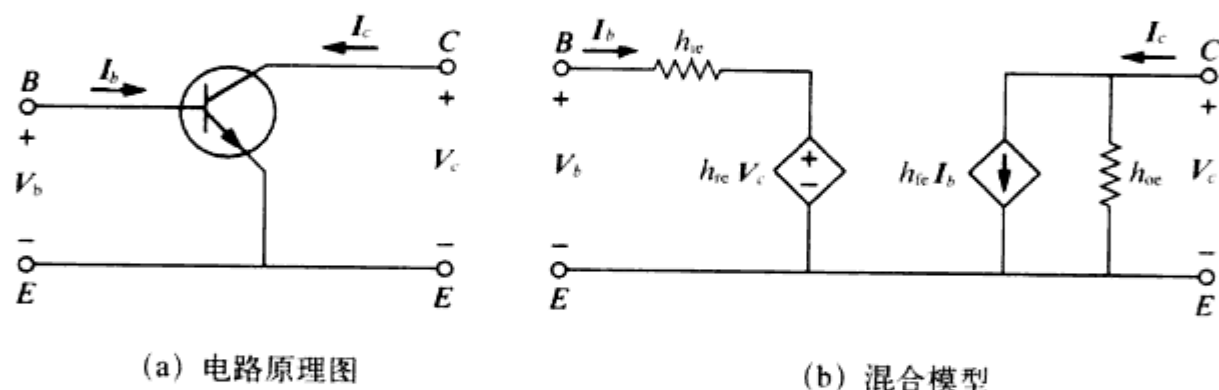 I_c
C
I_b
B
+
+
V_b
V_c
−
−
E
E
(a) 电路原理图
I_b
h_ie
I_c
B
C
+
+
V_b
h_re V_c
+
−
h_fe I_b
h_oe
V_c
−
−
E
E
(b) 混合模型